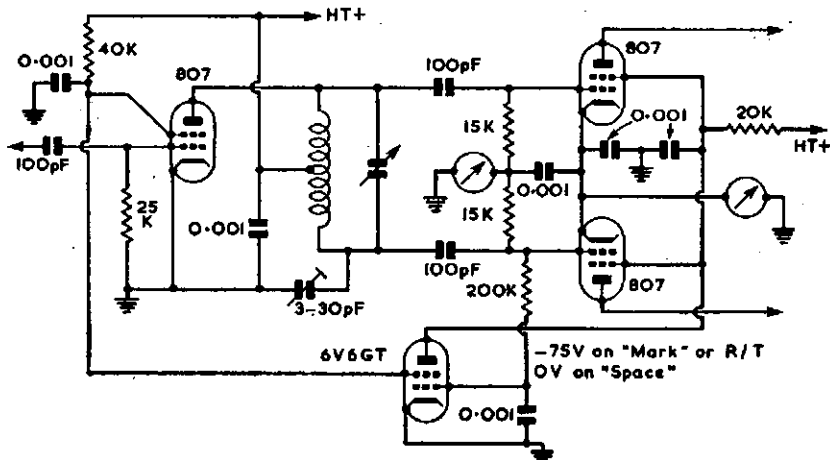 HT+
40K
0.001
807
100pF
807
0.001
15K
20K
HT+
100pF
0.001
25
K
0.001
15K
100pF
807
200K
3-30pF
6V6GT
-75V on "Mark" or R/T
0V on "Space"
0.001